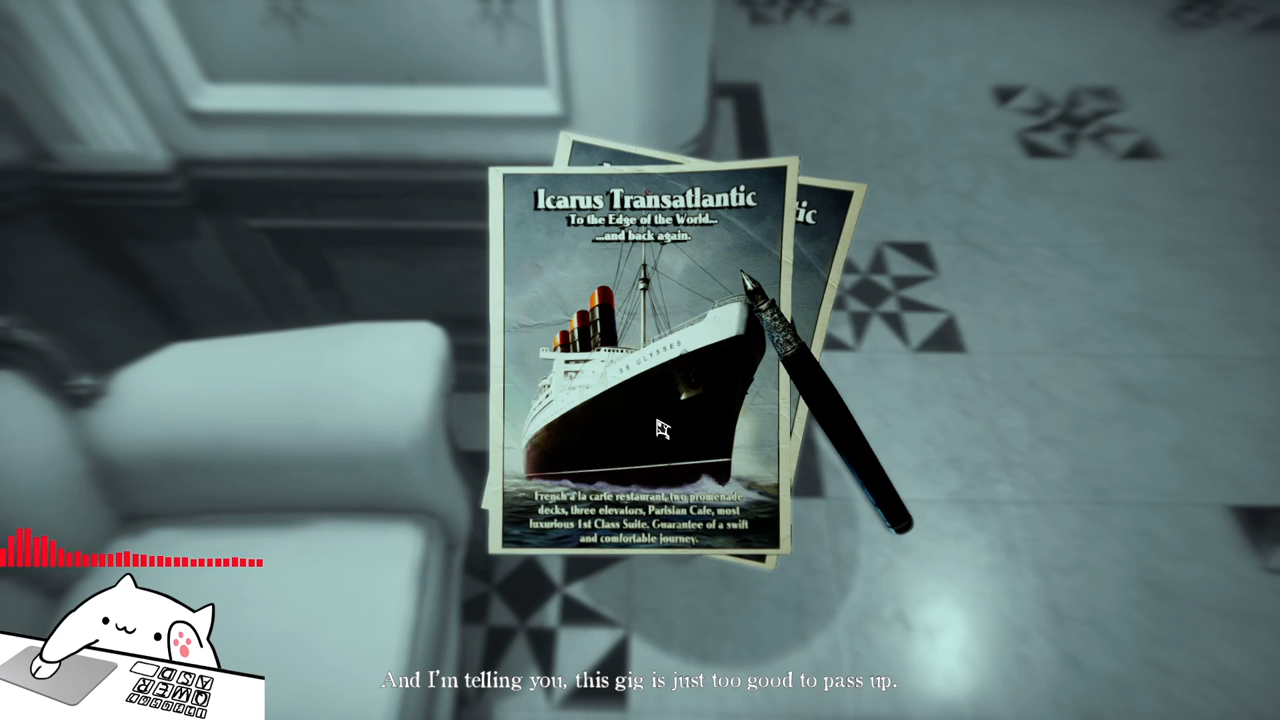 Icarus Transatlantic
To the Edge of the World...
...and back again.
ic
SS ULYSSES
French a la carte restaurant, two promenade
decks, three elevators, Parisian Cafe, most
luxurious 1st Class Suite. Guarantee of a swift
and comfortable journey.
And I'm telling you, this gig is just too good to pass up.